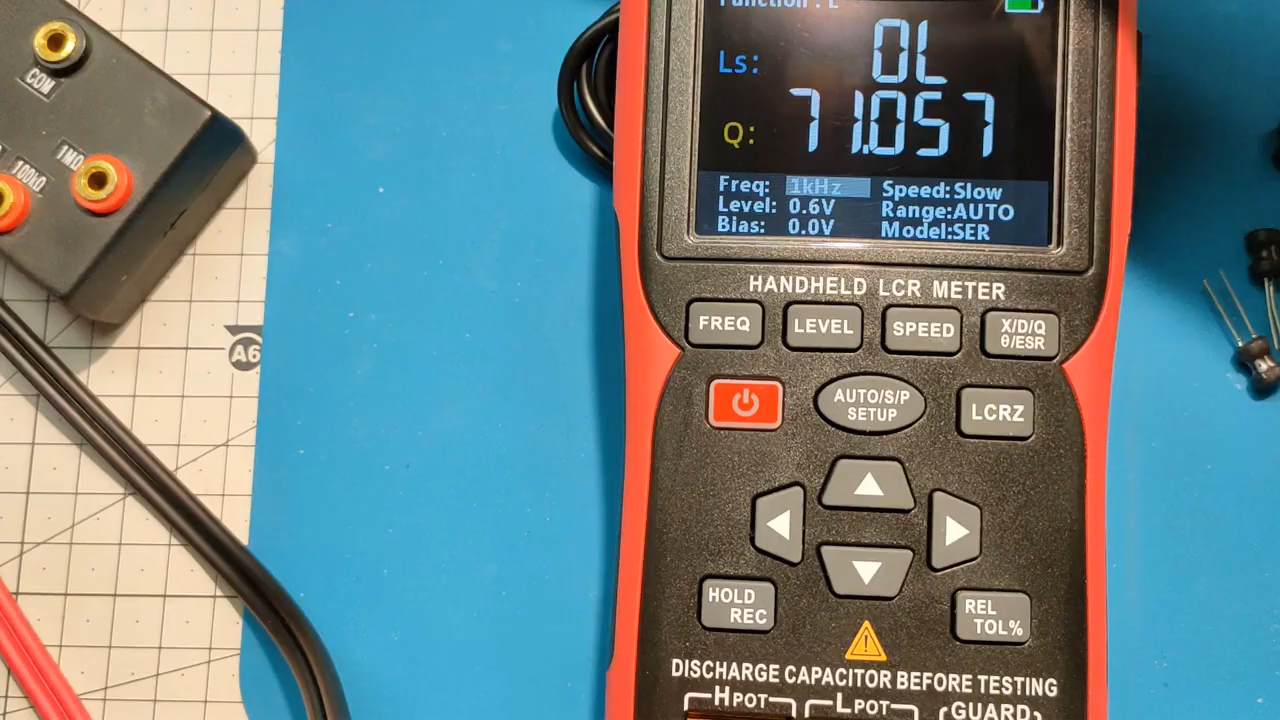 Function : L
Ls: OL
Q: 71.057
Freq: 1kHz Speed: Slow
Level: 0.6V Range:AUTO
Bias: 0.0V Model:SER
HANDHELD LCR METER
FREQ LEVEL SPEED X/D/Q
θ/ESR
AUTO/S/P
SETUP
LCRZ
HOLD
REC
REL
TOL%
DISCHARGE CAPACITOR BEFORE TESTING
HPOT LPOT GUARD
COM
1MΩ
100kΩ
A6